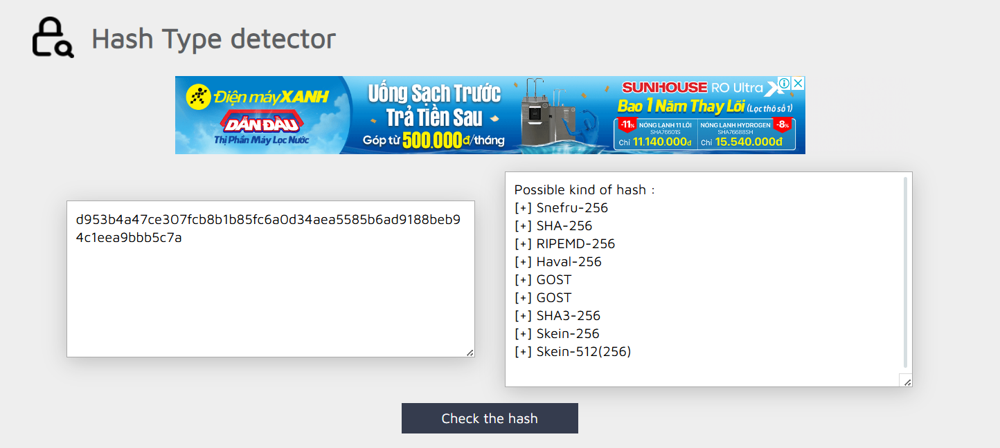 Hash Type detector
Điện máy XANH
DẪN ĐẦU
Thị Phần Máy Lọc Nước
Uống Sạch Trước
Trả Tiền Sau
Góp từ 500.000đ/tháng
SUNHOUSE RO Ultra X
Bao 1 Năm Thay Lõi (Lọc thô số 1)
-11% NÓNG LẠNH 11 LÕI
SHA76601S
Chỉ 11.140.000đ
NÓNG LẠNH HYDROGEN -8%
SHA76688SH
Chỉ 15.540.000đ
d953b4a47ce307fcb8b1b85fc6a0d34aea5585b6ad9188beb9
4c1eea9bbb5c7a
Possible kind of hash :
[+] Snefru-256
[+] SHA-256
[+] RIPEMD-256
[+] Haval-256
[+] GOST
[+] GOST
[+] SHA3-256
[+] Skein-256
[+] Skein-512(256)
Check the hash